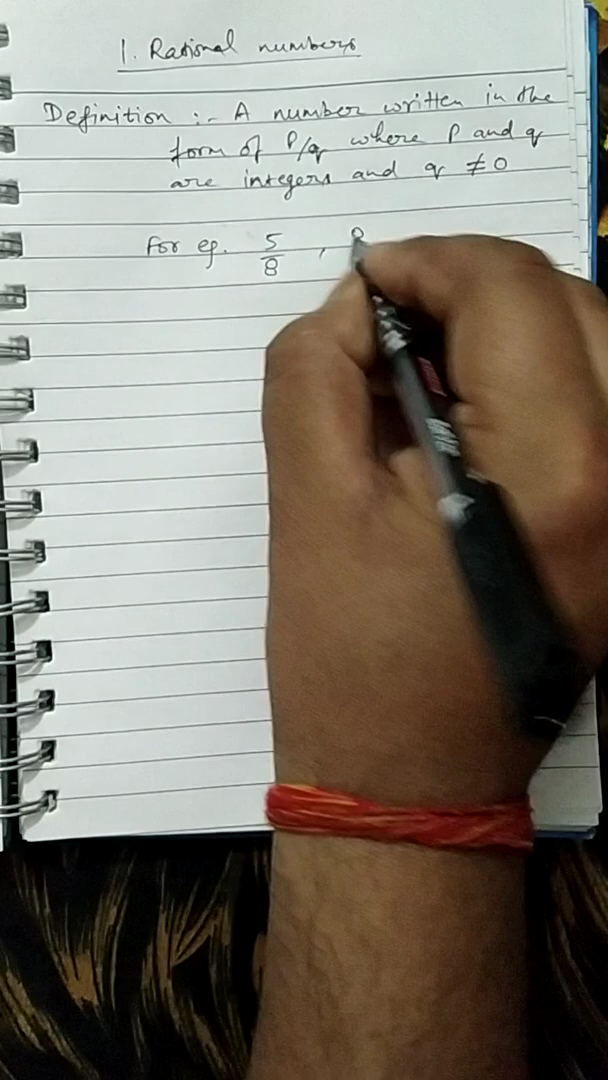 1. Rational numbers
Definition :- A number written in the
form of P/q where P and q
are integers and q ≠ 0
For eg. 5/8 ,